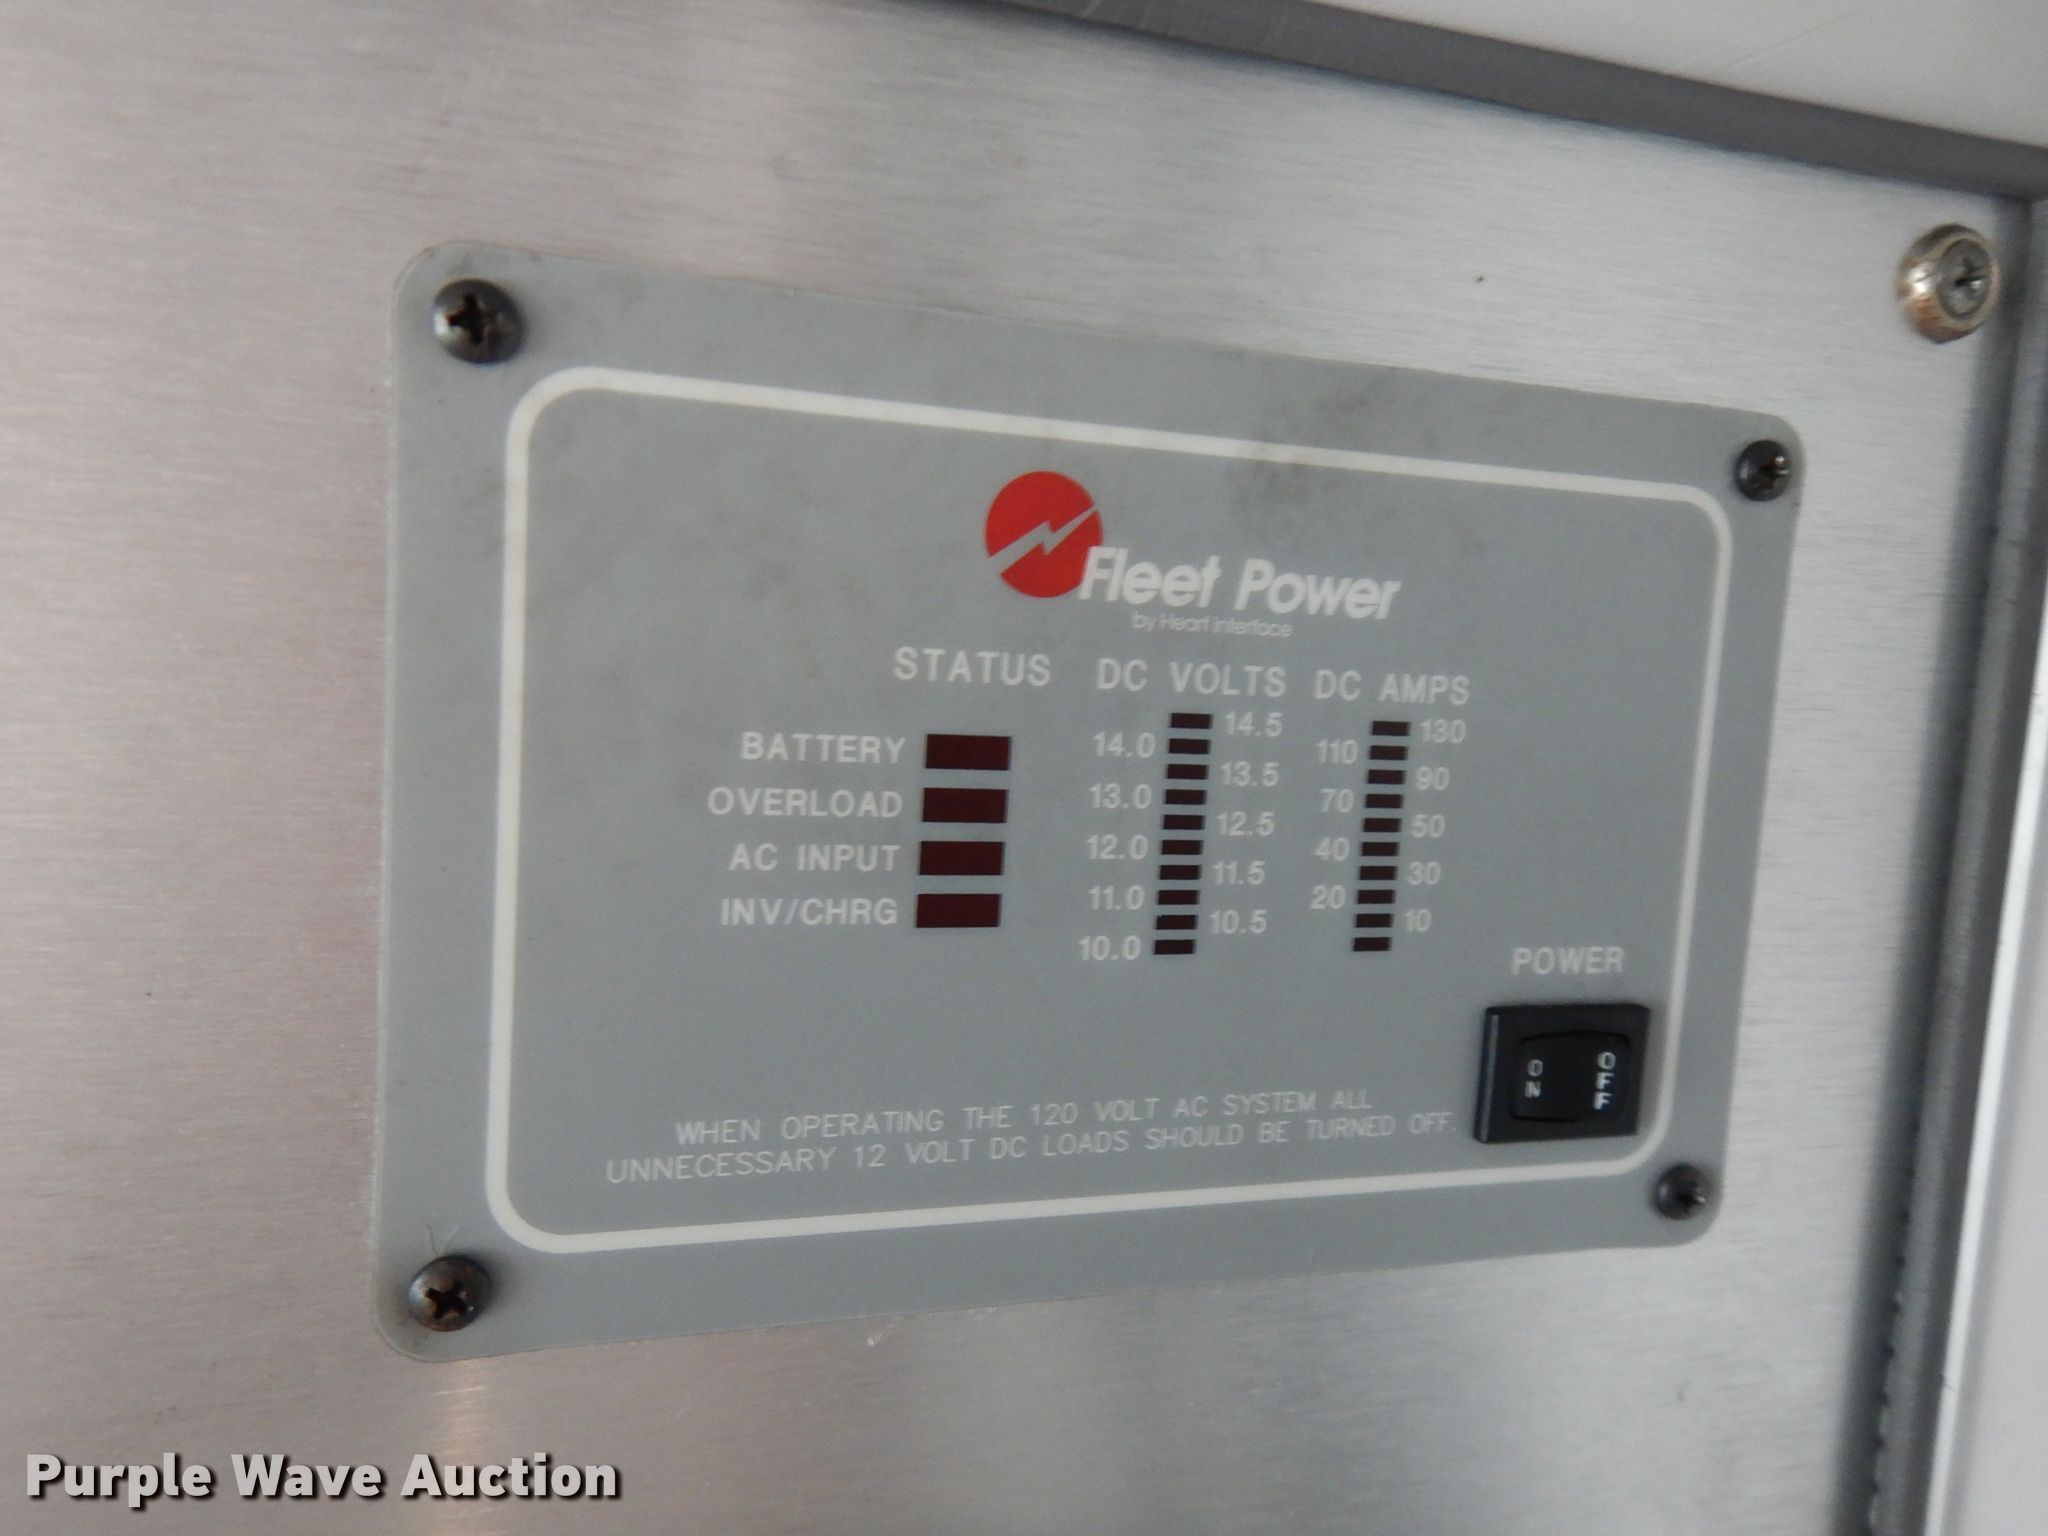 Fleet Power
by Heart Interface
STATUS
BATTERY
OVERLOAD
AC INPUT
INV/CHRG
DC VOLTS
14.5
14.0
13.5
13.0
12.5
12.0
11.5
11.0
10.5
10.0
DC AMPS
130
110
90
70
50
40
30
20
10
POWER
ON OFF
WHEN OPERATING THE 120 VOLT AC SYSTEM ALL
UNNECESSARY 12 VOLT DC LOADS SHOULD BE TURNED OFF.
Purple Wave Auction